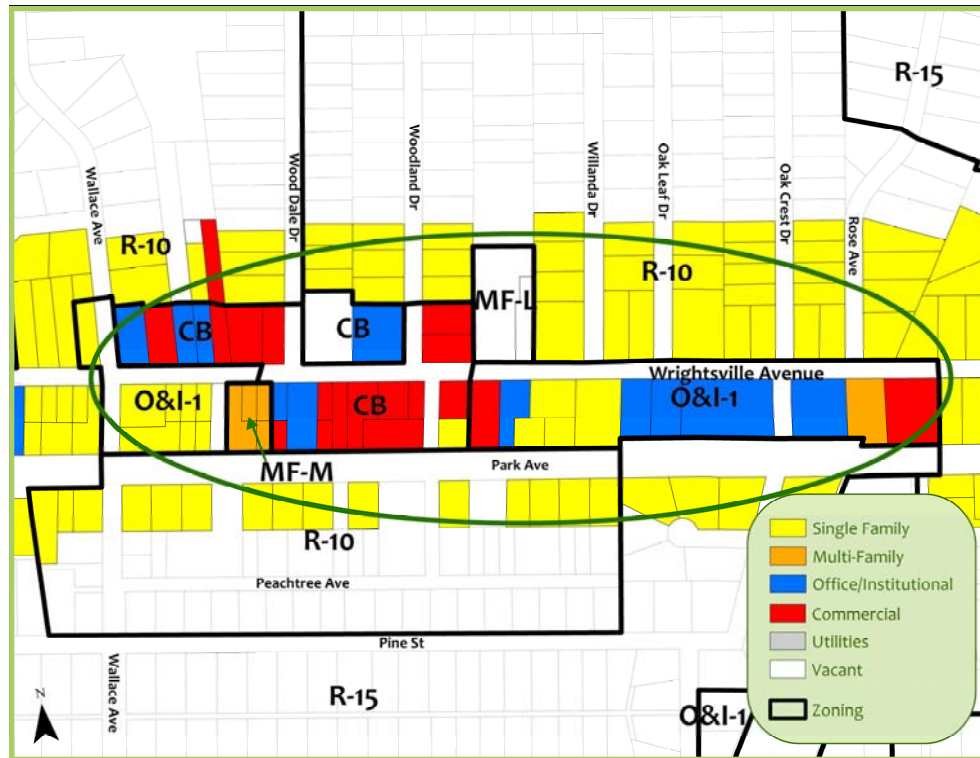 R-15
Wallace Ave
Wood Dale Dr
Woodland Dr
Willanda Dr
Oak Leaf Dr
Oak Crest Dr
Rose Ave
R-10
R-10
MF-L
CB
CB
Wrightsville Avenue
O&I-1
CB
O&I-1
MF-M
Park Ave
R-10
Peachtree Ave
Pine St
Wallace Ave
R-15
O&I-1
N
Single Family
Multi-Family
Office/Institutional
Commercial
Utilities
Vacant
Zoning